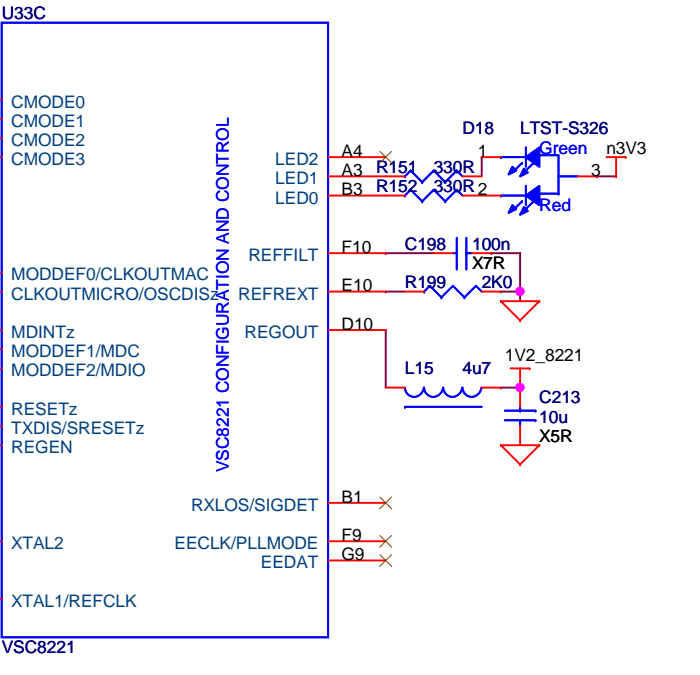 U33C
CMODE0
CMODE1
CMODE2
CMODE3
MODDEF0/CLKOUTMAC
CLKOUTMICRO/OSCDISz
MDINTz
MODDEF1/MDC
MODDEF2/MDIO
RESETz
TXDIS/SRESETz
REGEN
XTAL2
XTAL1/REFCLK
VSC8221 CONFIGURATION AND CONTROL
LED2
LED1
LED0
REFFILT
REFREXT
REGOUT
RXLOS/SIGDET
EECLK/PLLMODE
EEDAT
A4
A3
B3
F10
E10
D10
B1
F9
G9
D18 LTST-S326
R151 330R 1 Green
R152 330R 2 Red
3 n3V3
C198 100n
X7R
R199 2K0
L15 4u7
1V2_8221
C213
10u
X5R
VSC8221